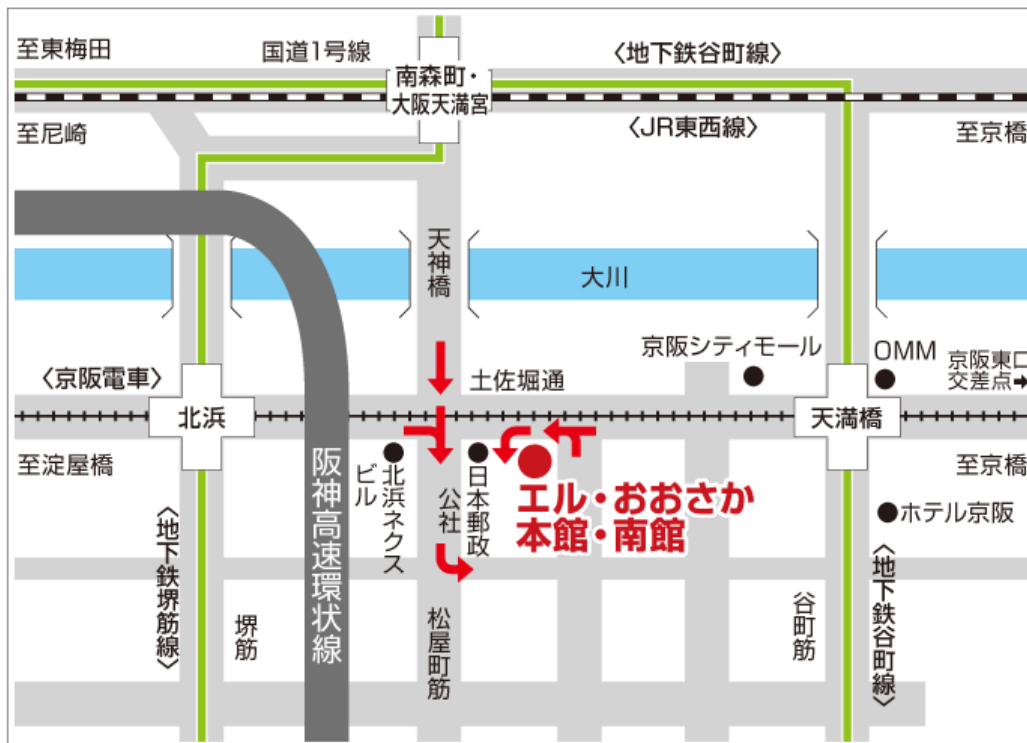 至東梅田
国道1号線
〈地下鉄谷町線〉
南森町・
大阪天満宮
至尼崎
〈JR東西線〉
至京橋
天神橋
大川
京阪シティモール
OMM
京阪東口
交差点➡
〈京阪電車〉
土佐堀通
北浜
天満橋
至淀屋橋
至京橋
阪神高速環状線
北浜ネクス
ビル
日本郵政
公社
エル・おおさか
本館・南館
ホテル京阪
〈地下鉄堺筋線〉
堺筋
松屋町筋
谷町筋
〈地下鉄谷町線〉